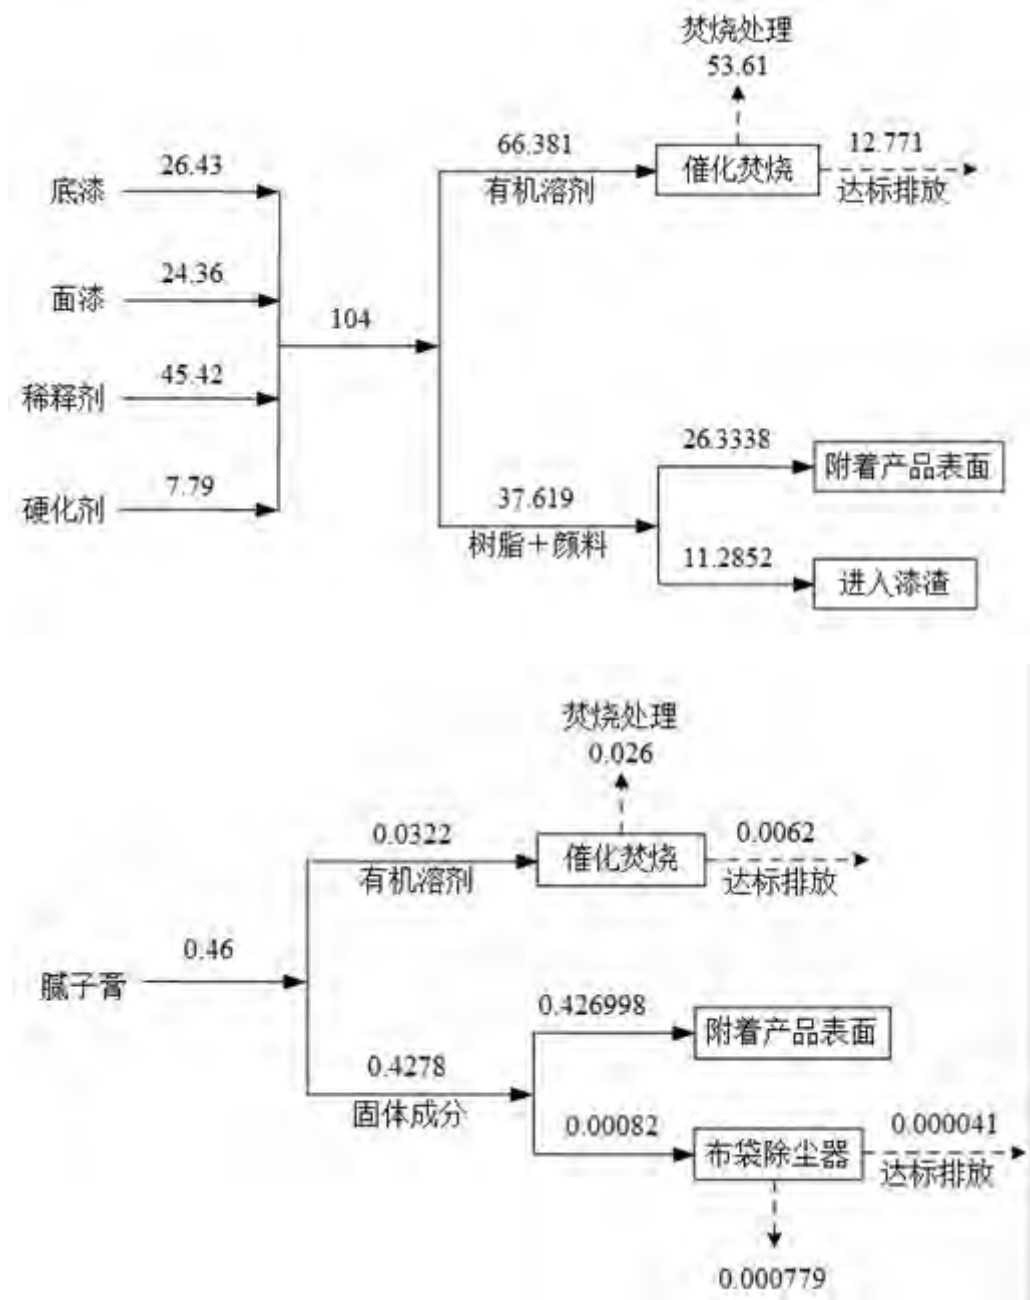 焚烧处理
53.61
66.381
有机溶剂
催化焚烧
12.771
达标排放
底漆
26.43
面漆
24.36
104
稀释剂
45.42
硬化剂
7.79
37.619
树脂＋颜料
26.3338
附着产品表面
11.2852
进入漆渣
焚烧处理
0.026
0.0322
有机溶剂
催化焚烧
0.0062
达标排放
腻子膏
0.46
0.4278
固体成分
0.426998
附着产品表面
0.00082
布袋除尘器
0.000041
达标排放
0.000779